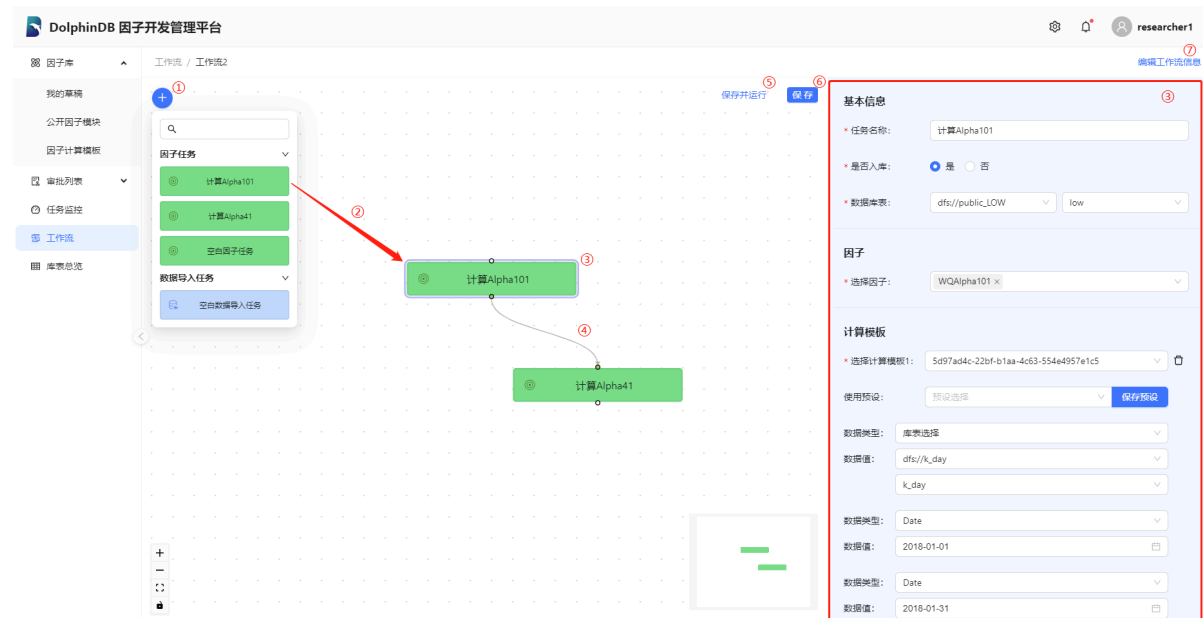 DolphinDB 因子开发管理平台
researcher1
因子库
我的草稿
公开因子模块
因子计算模板
审批列表
任务监控
工作流
库表总览
工作流 / 工作流2
⑦
编辑工作流信息
①
因子任务
计算Alpha101
计算Alpha41
空白因子任务
数据导入任务
空白数据导入任务
②
⑤
保存并运行
⑥
保存
计算Alpha101
③
④
计算Alpha41
基本信息
③
* 任务名称: 计算Alpha101
* 是否入库: 是 否
* 数据库表: dfs://public_LOW low
因子
* 选择因子: WQAlpha101 ×
计算模板
* 选择计算模板1: 5d97ad4c-22bf-b1aa-4c63-554e4957e1c5
使用预设: 预设选择 保存预设
数据类型: 库表选择
数据值: dfs://k_day
k_day
数据类型: Date
数据值: 2018-01-01
数据类型: Date
数据值: 2018-01-31